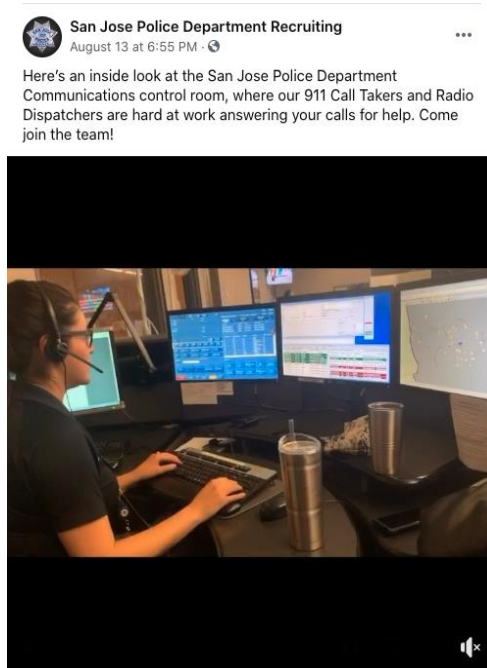 San Jose Police Department Recruiting
August 13 at 6:55 PM ·
Here's an inside look at the San Jose Police Department
Communications control room, where our 911 Call Takers and Radio
Dispatchers are hard at work answering your calls for help. Come
join the team!